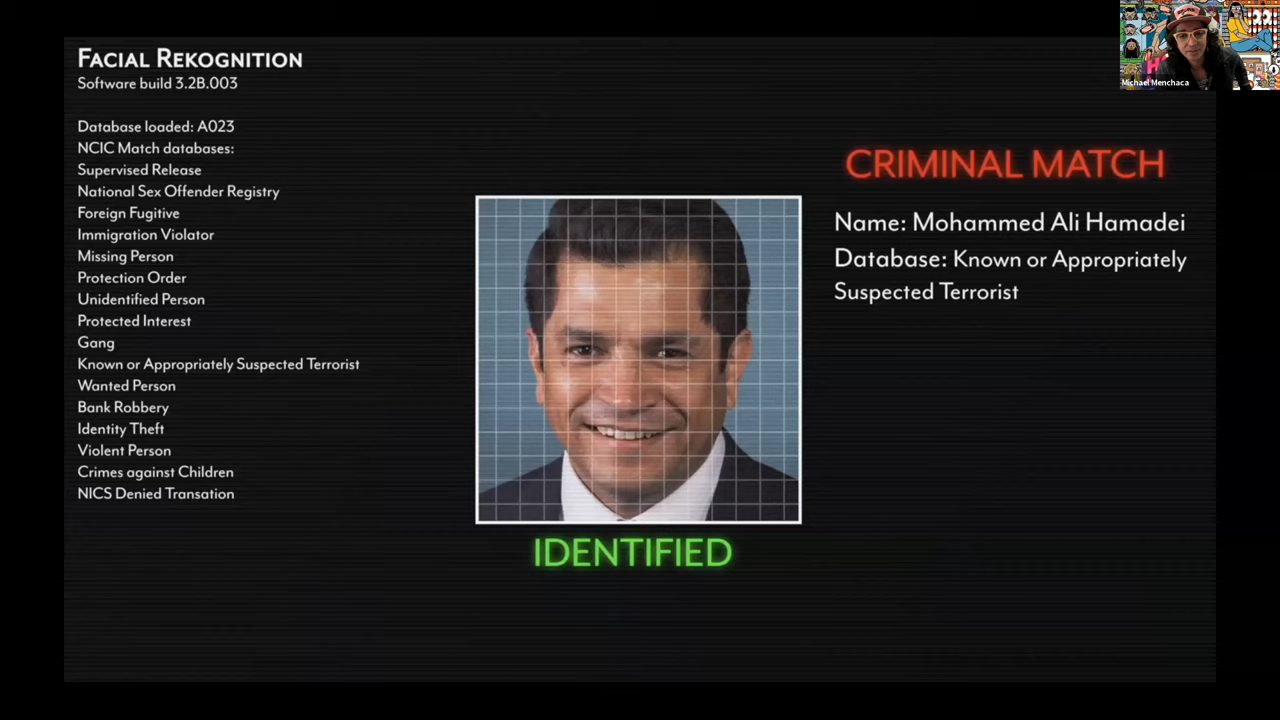 FACIAL REKOGNITION
Software build 3.2B.003
Database loaded: A023
NCIC Match databases:
Supervised Release
National Sex Offender Registry
Foreign Fugitive
Immigration Violator
Missing Person
Protection Order
Unidentified Person
Protected Interest
Gang
Known or Appropriately Suspected Terrorist
Wanted Person
Bank Robbery
Identity Theft
Violent Person
Crimes against Children
NICS Denied Transation
IDENTIFIED
CRIMINAL MATCH
Name: Mohammed Ali Hamadei
Database: Known or Appropriately
Suspected Terrorist
Michael Menchaca